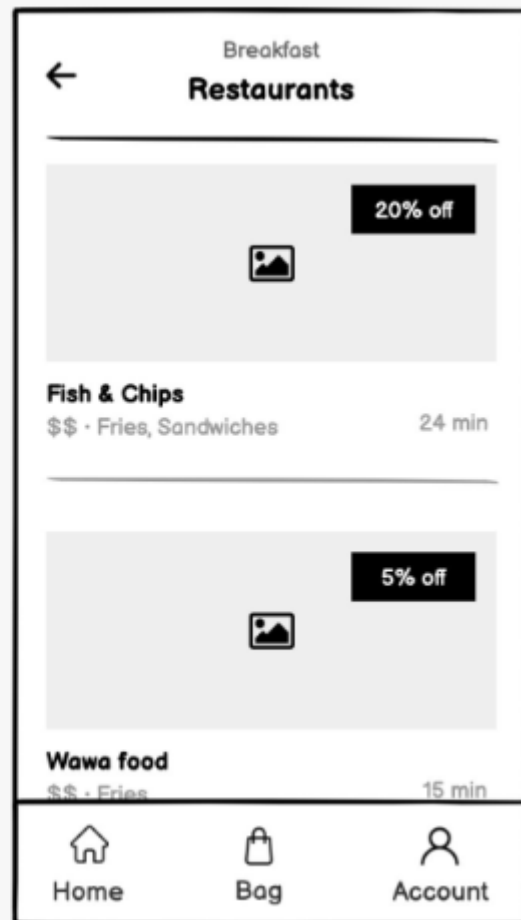 Breakfast
Restaurants
20% off
Fish & Chips
$$ · Fries, Sandwiches 24 min
5% off
Wawa food
$$ · Fries 15 min
Home Bag Account